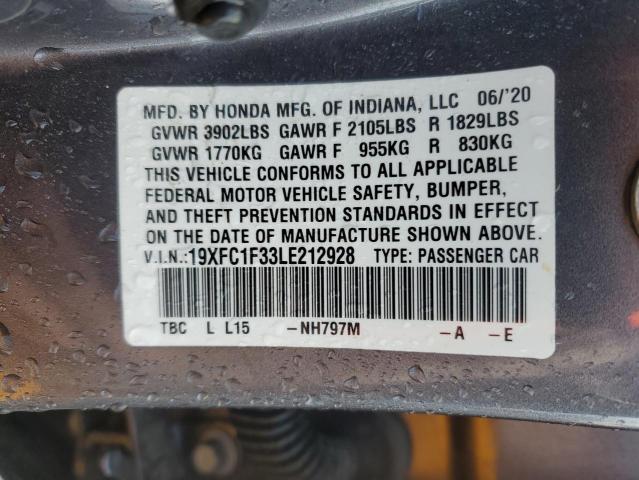 MFD. BY HONDA MFG. OF INDIANA, LLC 06/'20
GVWR 3902LBS GAWR F 2105LBS R 1829LBS
GVWR 1770KG GAWR F 955KG R 830KG
THIS VEHICLE CONFORMS TO ALL APPLICABLE
FEDERAL MOTOR VEHICLE SAFETY, BUMPER,
AND THEFT PREVENTION STANDARDS IN EFFECT
ON THE DATE OF MANUFACTURE SHOWN ABOVE.
V.I.N.:19XFC1F33LE212928 TYPE: PASSENGER CAR
TBC L L15 -NH797M -A -E